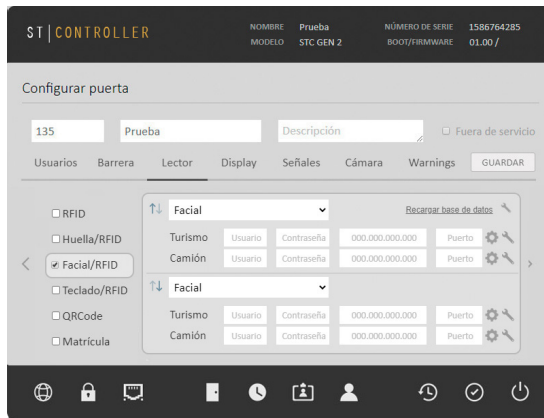 ST | CONTROLLER
NOMBRE Prueba NÚMERO DE SERIE 1586764285
MODELO STC GEN 2 BOOT/FIRMWARE 01.00 /
Configurar puerta
135 Prueba Descripción Fuera de servicio
Usuarios Barrera Lector Display Señales Cámara Warnings GUARDAR
RFID
Huella/RFID
Facial/RFID
Teclado/RFID
QRCode
Matrícula
Facial Recargar base de datos
Turismo Usuario Contraseña 000.000.000.000 Puerto
Camión Usuario Contraseña 000.000.000.000 Puerto
Facial
Turismo Usuario Contraseña 000.000.000.000 Puerto
Camión Usuario Contraseña 000.000.000.000 Puerto